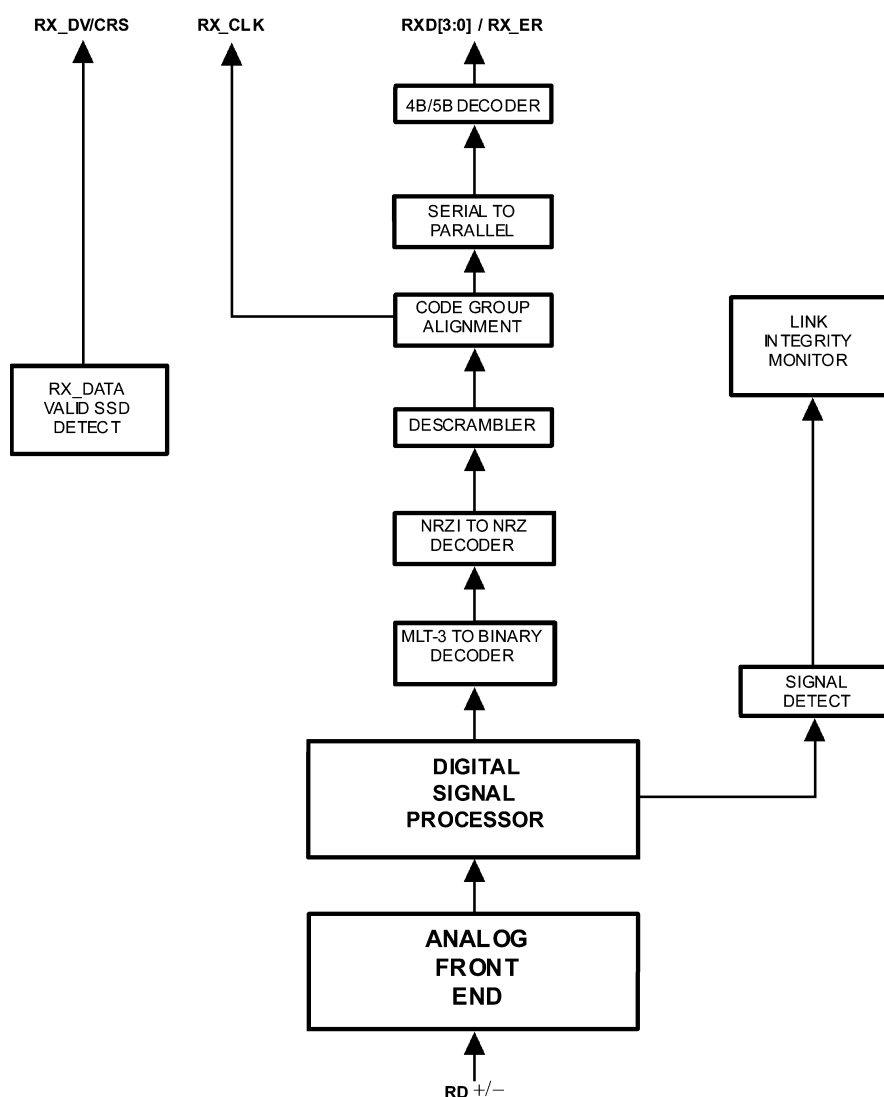 RX_DV/CRS
RX_CLK
RXD[3:0] / RX_ER
4B/5B DECODER
SERIAL TO
PARALLEL
CODE GROUP
ALIGNMENT
LINK
INTEGRITY
MONITOR
RX_DATA
VALID SSD
DETECT
DESCRAMBLER
NRZI TO NRZ
DECODER
MLT-3 TO BINARY
DECODER
SIGNAL
DETECT
DIGITAL
SIGNAL
PROCESSOR
ANALOG
FRONT
END
RD +/−